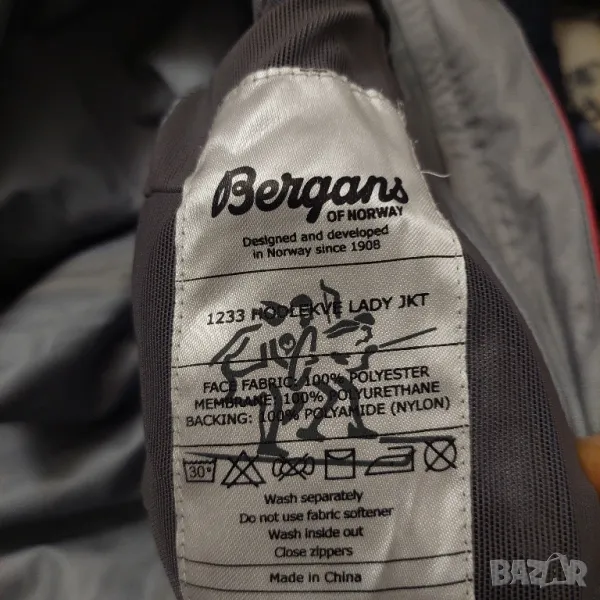 Bergans
OF NORWAY
Designed and developed
in Norway since 1908
1233 MODLEKVE LADY JKT
FACE FABRIC: 100% POLYESTER
MEMBRANE: 100% POLYURETHANE
BACKING: 100% POLYAMIDE (NYLON)
30°
Wash separately
Do not use fabric softener
Wash inside out
Close zippers
Made in China
BAZAR